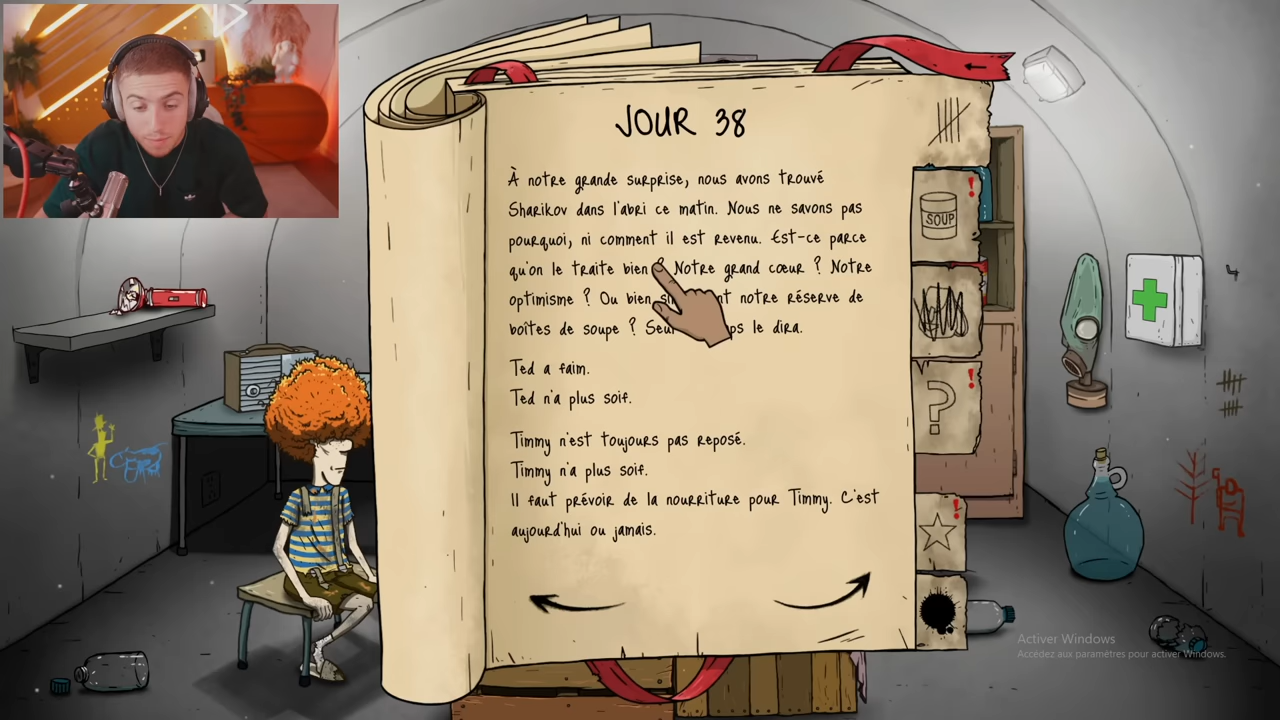 JOUR 38
À notre grande surprise, nous avons trouvé
Sharikov dans l'abri ce matin. Nous ne savons pas
pourquoi, ni comment il est revenu. Est-ce parce
qu'on le traite bien ? Notre grand cœur ? Notre
optimisme ? Ou bien notre réserve de
boîtes de soupe ? le dira.
Ted a faim.
Ted n'a plus soif.
Timmy n'est toujours pas reposé.
Timmy n'a plus soif.
Il faut prévoir de la nourriture pour Timmy. C'est
aujourd'hui ou jamais.
SOUP
!
?
!
!
Activer Windows
Accédez aux paramètres pour activer Windows.